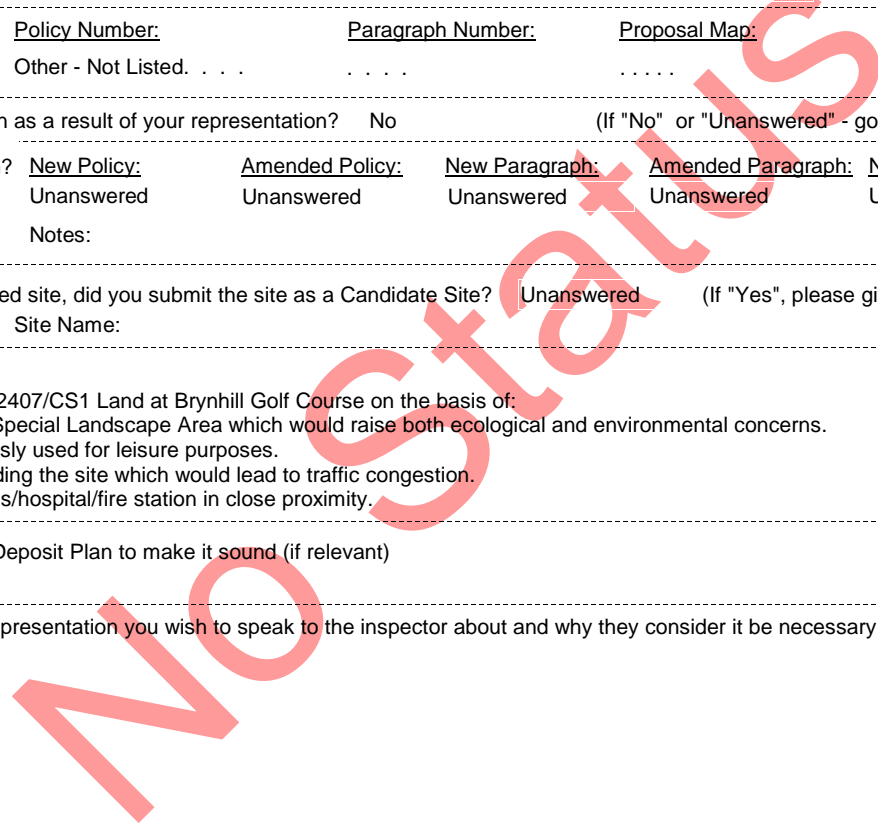 Policy Number: Paragraph Number: Proposal Map:
Other - Not Listed. . . . . . . . . . . . .
as a result of your representation? No (If "No" or "Unanswered" - go
? New Policy: Amended Policy: New Paragraph: Amended Paragraph:
Unanswered Unanswered Unanswered Unanswered
Notes:
ed site, did you submit the site as a Candidate Site? Unanswered (If "Yes", please gi
Site Name:
2407/CS1 Land at Brynhill Golf Course on the basis of:
Special Landscape Area which would raise both ecological and environmental concerns.
sly used for leisure purposes.
ding the site which would lead to traffic congestion.
s/hospital/fire station in close proximity.
Deposit Plan to make it sound (if relevant)
presentation you wish to speak to the inspector about and why they consider it be necessary
No Status